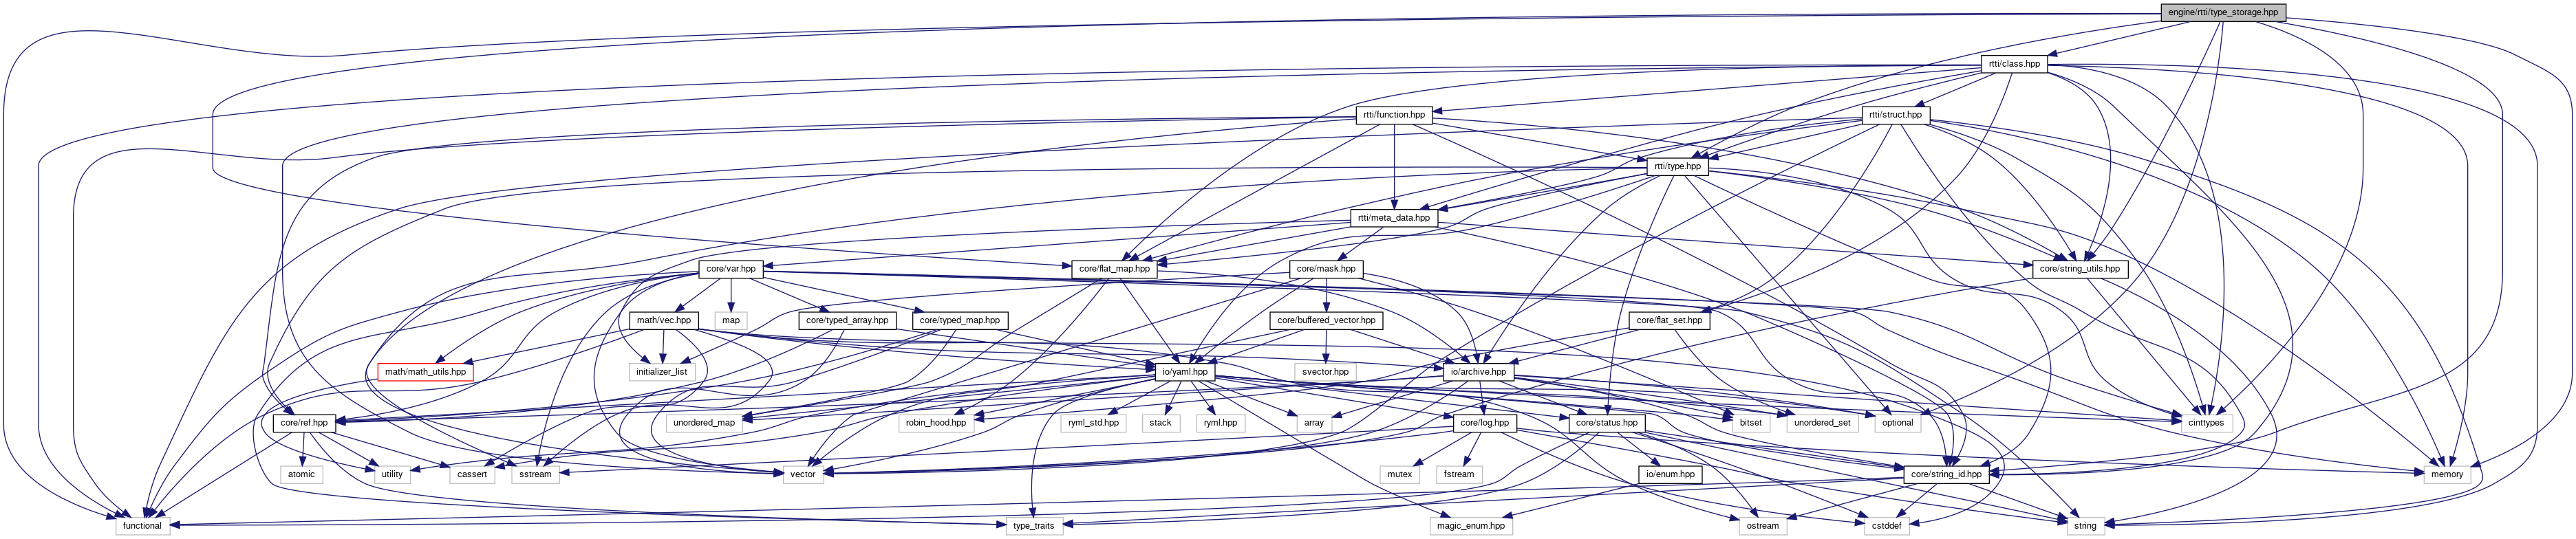 engine/rtti/type_storage.hpp
rtti/class.hpp
rtti/function.hpp
rtti/struct.hpp
rtti/type.hpp
rtti/meta_data.hpp
core/var.hpp
core/flat_map.hpp
core/mask.hpp
core/string_utils.hpp
math/vec.hpp
map
core/typed_array.hpp
core/typed_map.hpp
core/buffered_vector.hpp
core/flat_set.hpp
math/math_utils.hpp
initializer_list
io/yaml.hpp
svector.hpp
io/archive.hpp
core/ref.hpp
unordered_map
robin_hood.hpp
ryml_std.hpp
stack
ryml.hpp
array
core/log.hpp
core/status.hpp
bitset
unordered_set
optional
cinttypes
atomic
utility
cassert
sstream
vector
mutex
fstream
io/enum.hpp
core/string_id.hpp
memory
functional
type_traits
magic_enum.hpp
ostream
cstddef
string